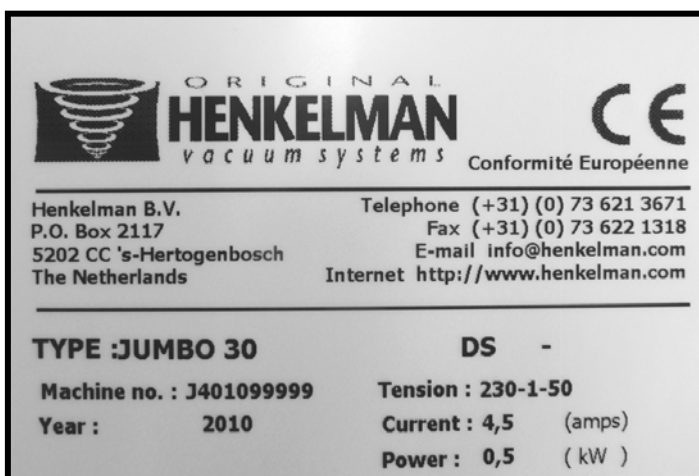 ORIGINAL
HENKELMAN
vacuum systems
CE
Conformité Européenne
Henkelman B.V.
P.O. Box 2117
5202 CC 's-Hertogenbosch
The Netherlands
Telephone (+31) (0) 73 621 3671
Fax (+31) (0) 73 622 1318
E-mail info@henkelman.com
Internet http://www.henkelman.com
TYPE :JUMBO 30 DS -
Machine no. : J401099999 Tension : 230-1-50
Year : 2010 Current : 4,5 (amps)
Power : 0,5 ( kW )